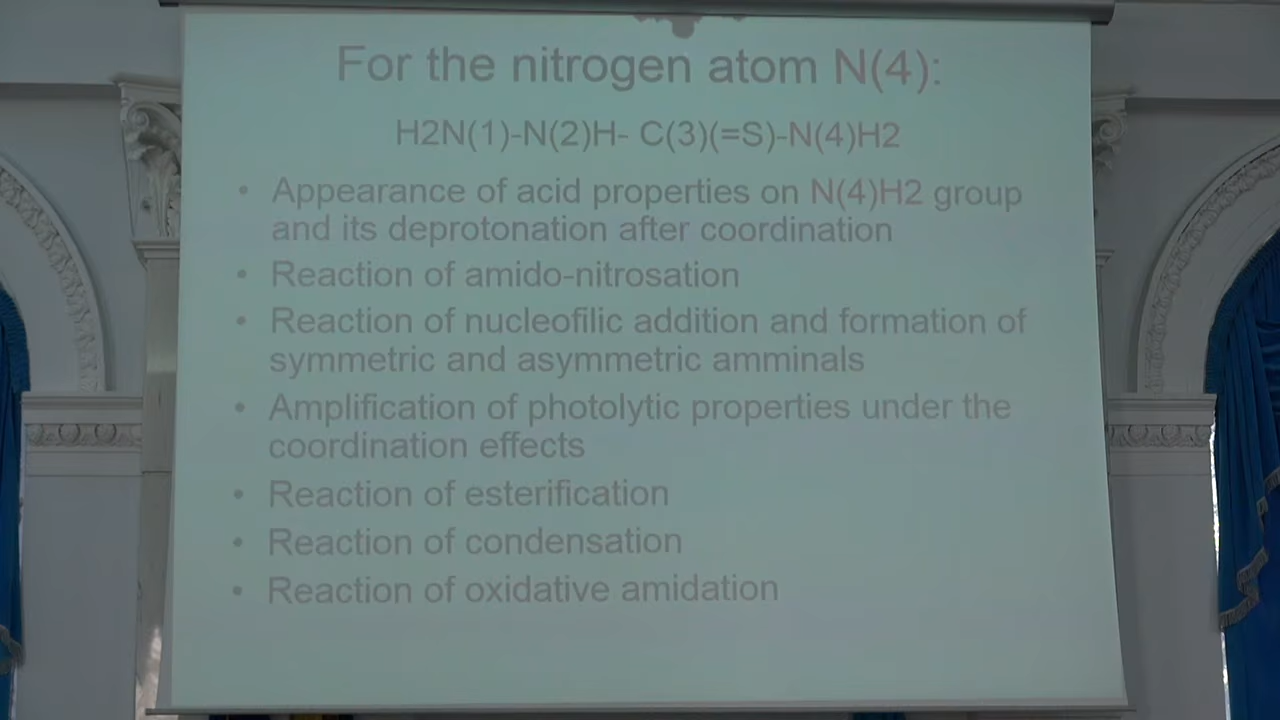 For the nitrogen atom N(4):
H2N(1)-N(2)H- C(3)(=S)-N(4)H2
• Appearance of acid properties on N(4)H2 group
and its deprotonation after coordination
• Reaction of amido-nitrosation
• Reaction of nucleofilic addition and formation of
symmetric and asymmetric amminals
• Amplification of photolytic properties under the
coordination effects
• Reaction of esterification
• Reaction of condensation
• Reaction of oxidative amidation